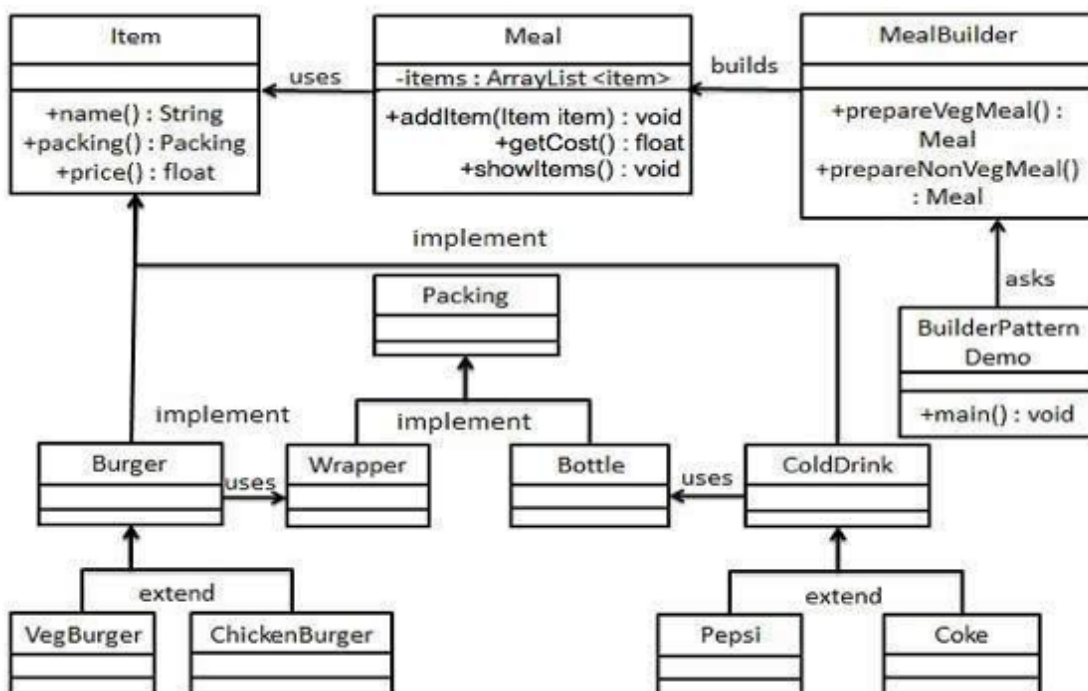 Item
+name() : String
+packing() : Packing
+price() : float
uses
Meal
-items : ArrayList <item>
+addItem(Item item) : void
+getCost() : float
+showItems() : void
builds
MealBuilder
+prepareVegMeal() :
Meal
+prepareNonVegMeal()
: Meal
implement
asks
Packing
BuilderPattern
Demo
+main() : void
implement
implement
Burger
uses
Wrapper
Bottle
uses
ColdDrink
extend
extend
VegBurger
ChickenBurger
Pepsi
Coke